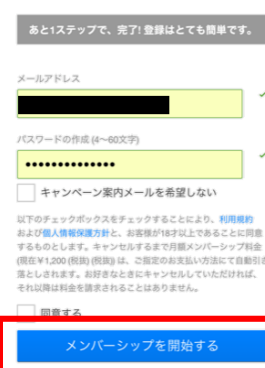 あと1ステップで、完了! 登録はとても簡単です。
メールアドレス
パスワードの作成 (4〜60文字)
••••••••••••••
キャンペーン案内メールを希望しない
以下のチェックボックスをチェックすることにより、利用規約
および個人情報保護方針と、お客様が18才以上であることに同意
するものとします。キャンセルするまで月額メンバーシップ料金
(現在￥1,200 (税抜) (税抜)) は、ご指定のお支払い方法にて自動引き
落としされます。お好きなときにキャンセルしていただければ、
それ以降は料金を請求されることはありません。
同意する
メンバーシップを開始する